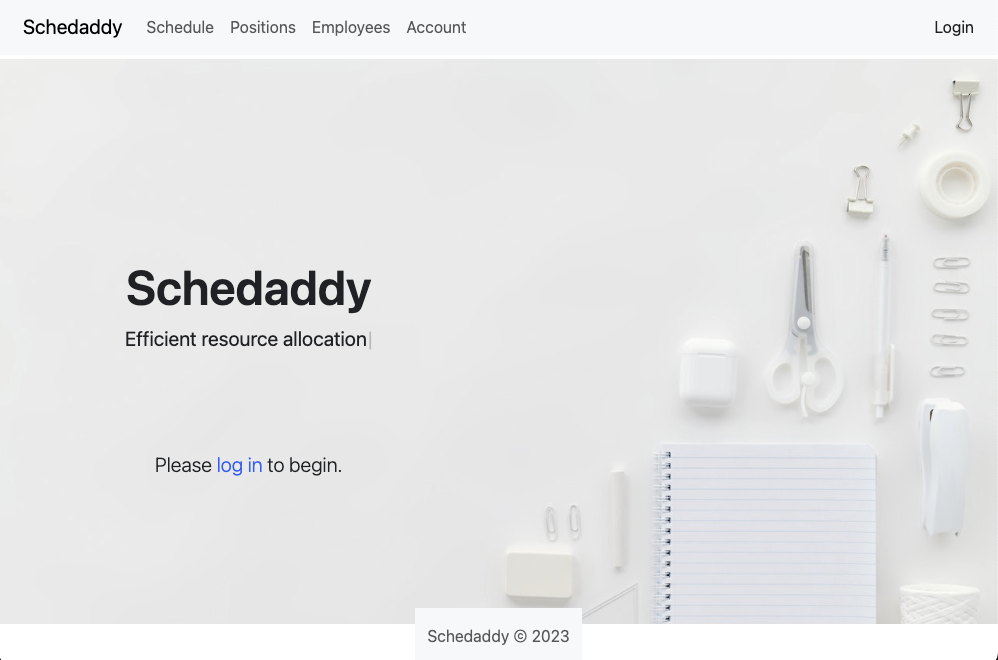 Schedaddy Schedule Positions Employees Account Login
Schedaddy
Efficient resource allocation|
Please log in to begin.
Schedaddy © 2023